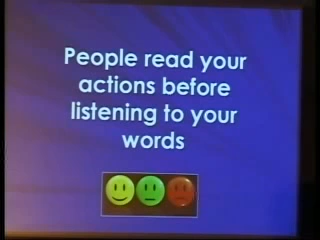 People read your
actions before
listening to your
words